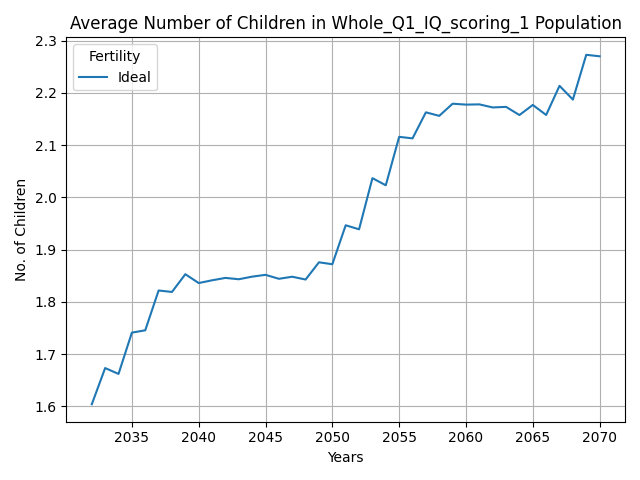 Average Number of Children in Whole_Q1_IQ_scoring_1 Population
Fertility
Ideal
No. of Children
2.3
2.2
2.1
2.0
1.9
1.8
1.7
1.6
2035 2040 2045 2050 2055 2060 2065 2070
Years